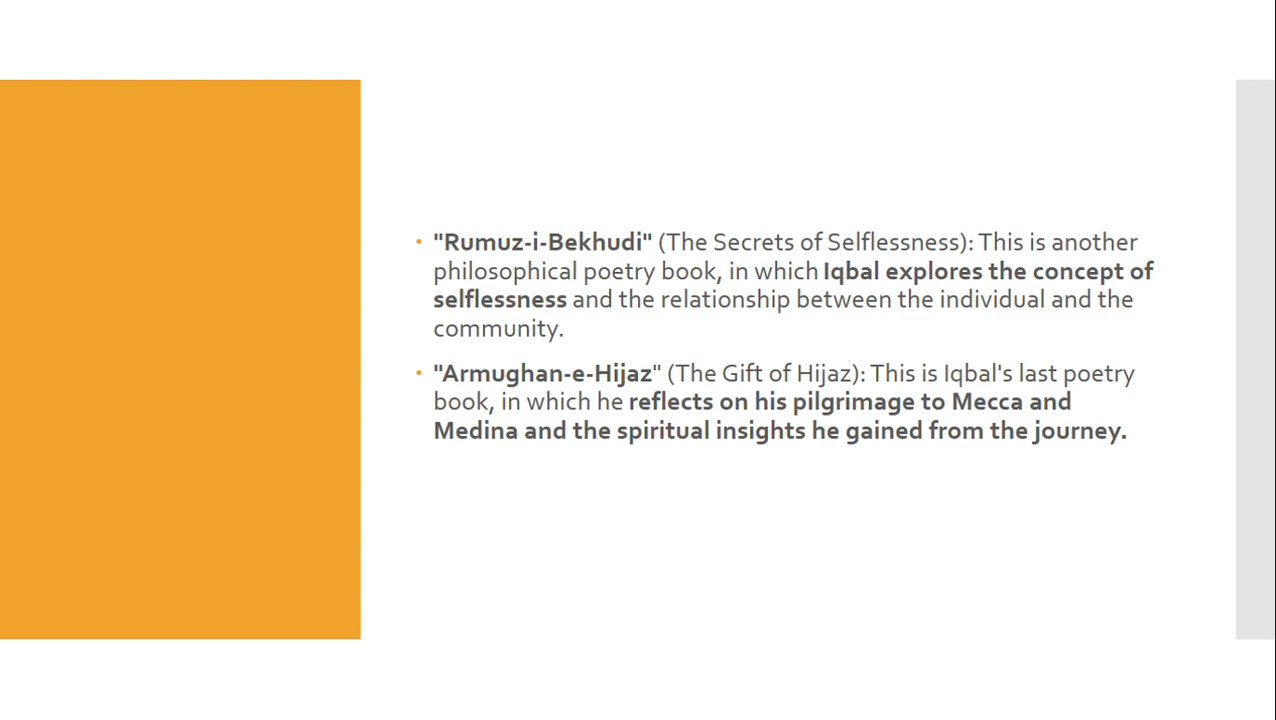 • "Rumuz-i-Bekhudi" (The Secrets of Selflessness): This is another
philosophical poetry book, in which Iqbal explores the concept of
selflessness and the relationship between the individual and the
community.
• "Armughan-e-Hijaz" (The Gift of Hijaz): This is Iqbal's last poetry
book, in which he reflects on his pilgrimage to Mecca and
Medina and the spiritual insights he gained from the journey.